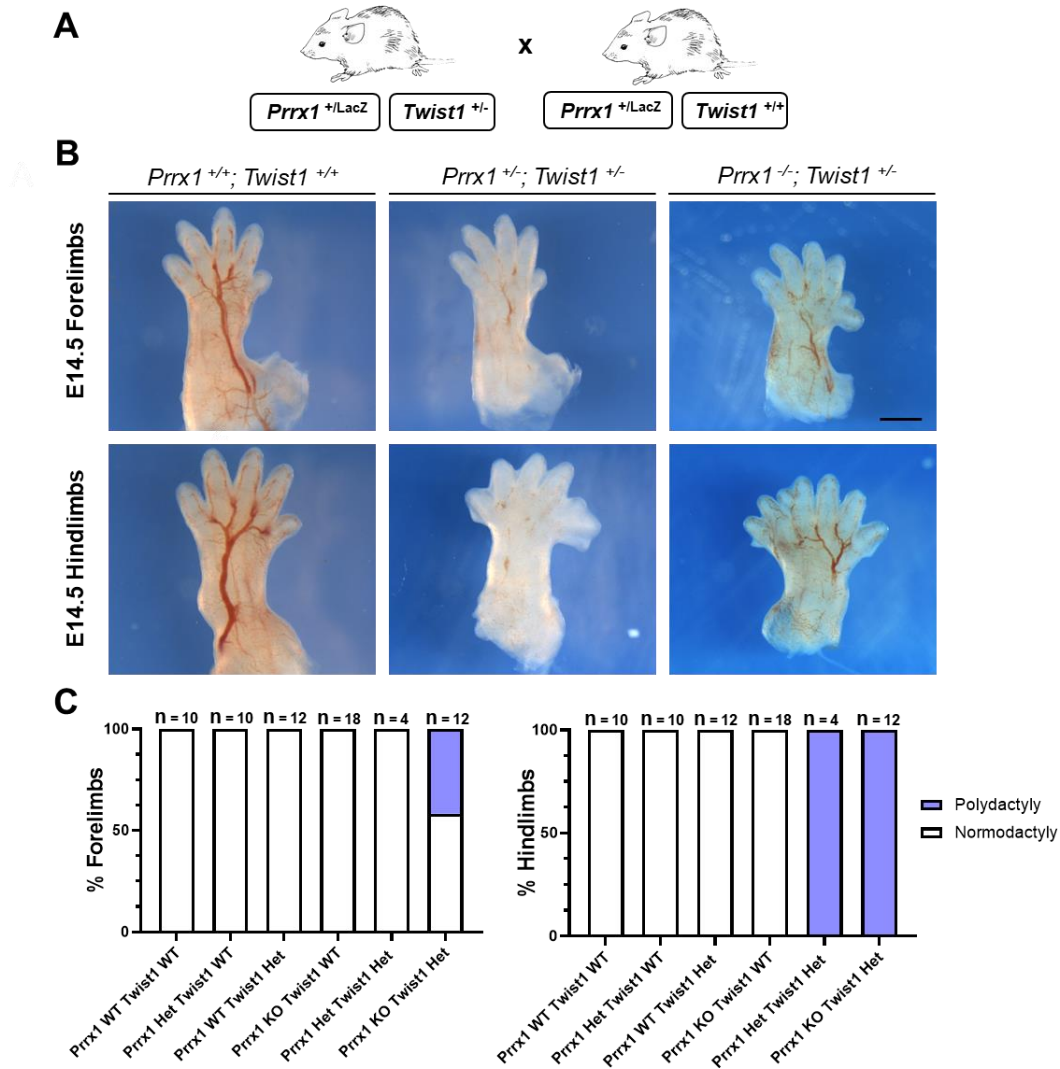 A
x
Prrx1 +/LacZ
Twist1 +/-
Prrx1 +/LacZ
Twist1 +/+
B
Prrx1 +/+; Twist1 +/+
Prrx1 +/-; Twist1 +/-
Prrx1 -/-; Twist1 +/-
E14.5 Forelimbs
E14.5 Hindlimbs
C
n = 10 n = 10 n = 12 n = 18 n = 4 n = 12
% Forelimbs
100
50
0
Prrx1 WT Twist1 WT
Prrx1 Het Twist1 WT
Prrx1 WT Twist1 Het
Prrx1 KO Twist1 WT
Prrx1 Het Twist1 Het
Prrx1 KO Twist1 Het
n = 10 n = 10 n = 12 n = 18 n = 4 n = 12
% Hindlimbs
100
50
0
Prrx1 WT Twist1 WT
Prrx1 Het Twist1 WT
Prrx1 WT Twist1 Het
Prrx1 KO Twist1 WT
Prrx1 Het Twist1 Het
Prrx1 KO Twist1 Het
Polydactyly
Normodactyly